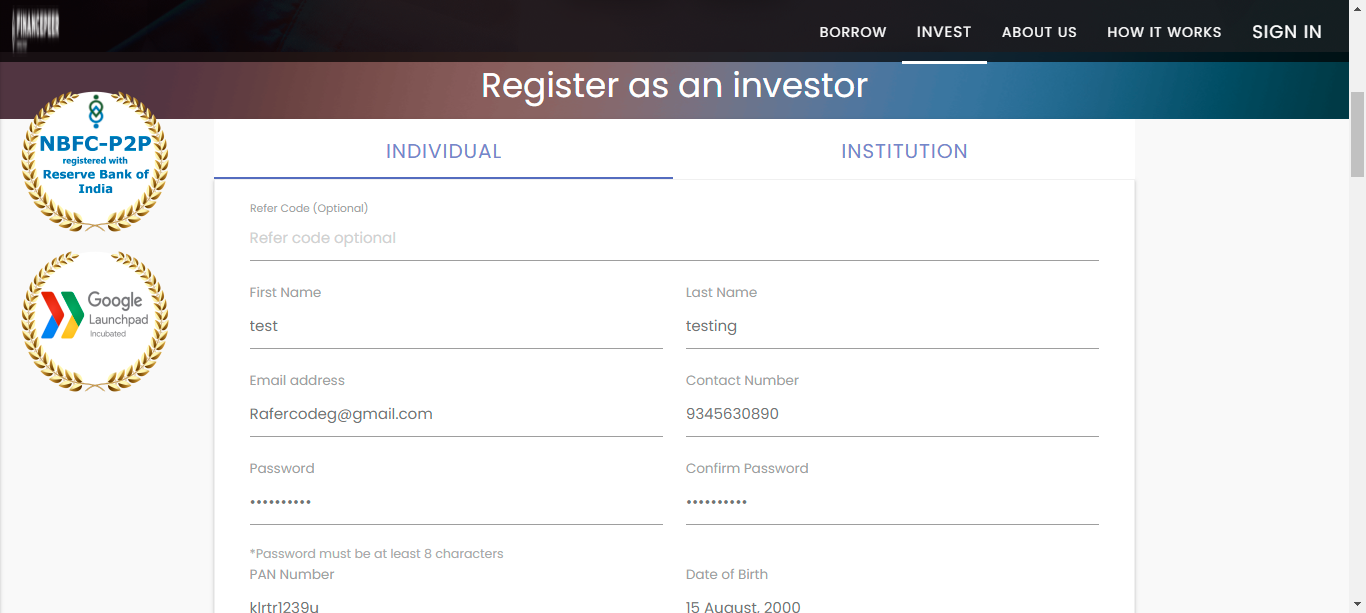 FINANCEPEER
BORROW INVEST ABOUT US HOW IT WORKS SIGN IN
Register as an investor
NBFC-P2P
registered with
Reserve Bank of
India
Google
Launchpad
Incubated
INDIVIDUAL INSTITUTION
Refer Code (Optional)
Refer code optional
First Name Last Name
test testing
Email address Contact Number
Rafercodeg@gmail.com 9345630890
Password Confirm Password
•••••••••• ••••••••••
*Password must be at least 8 characters
PAN Number Date of Birth
klrtr1239u 15 August, 2000